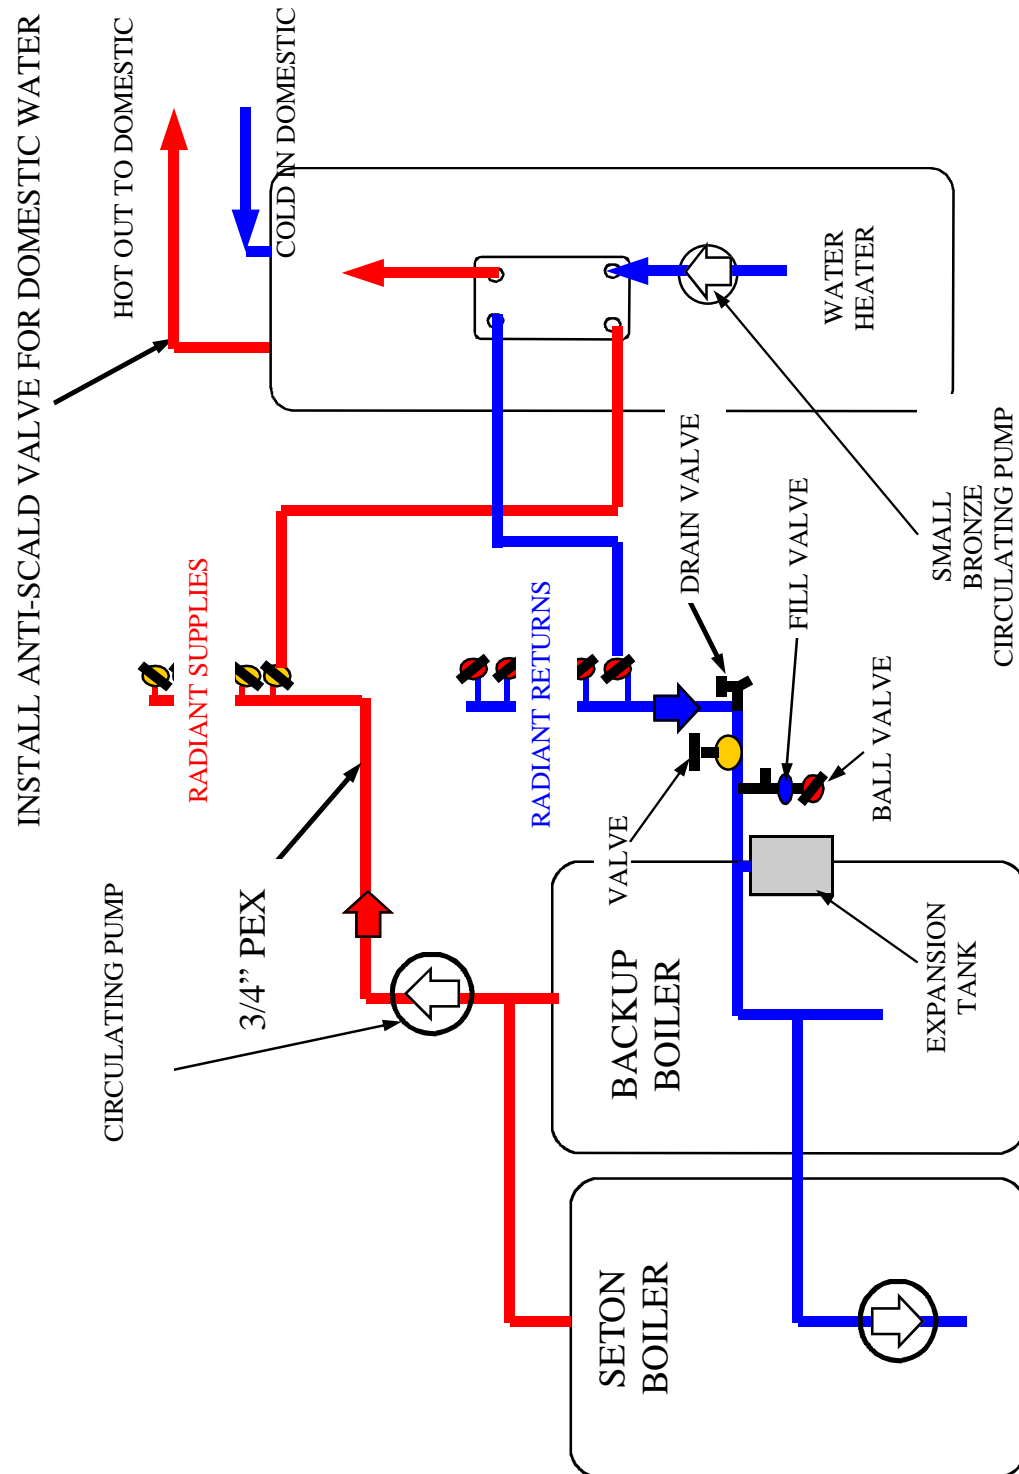 INSTALL ANTI-SCALD VALVE FOR DOMESTIC WATER
HOT OUT TO DOMESTIC
COLD IN DOMESTIC
RADIANT SUPPLIES
CIRCULATING PUMP
3/4” PEX
RADIANT RETURNS
DRAIN VALVE
FILL VALVE
VALVE
BALL VALVE
WATER
HEATER
SMALL
BRONZE
CIRCULATING PUMP
SETON
BOILER
BACKUP
BOILER
EXPANSION
TANK